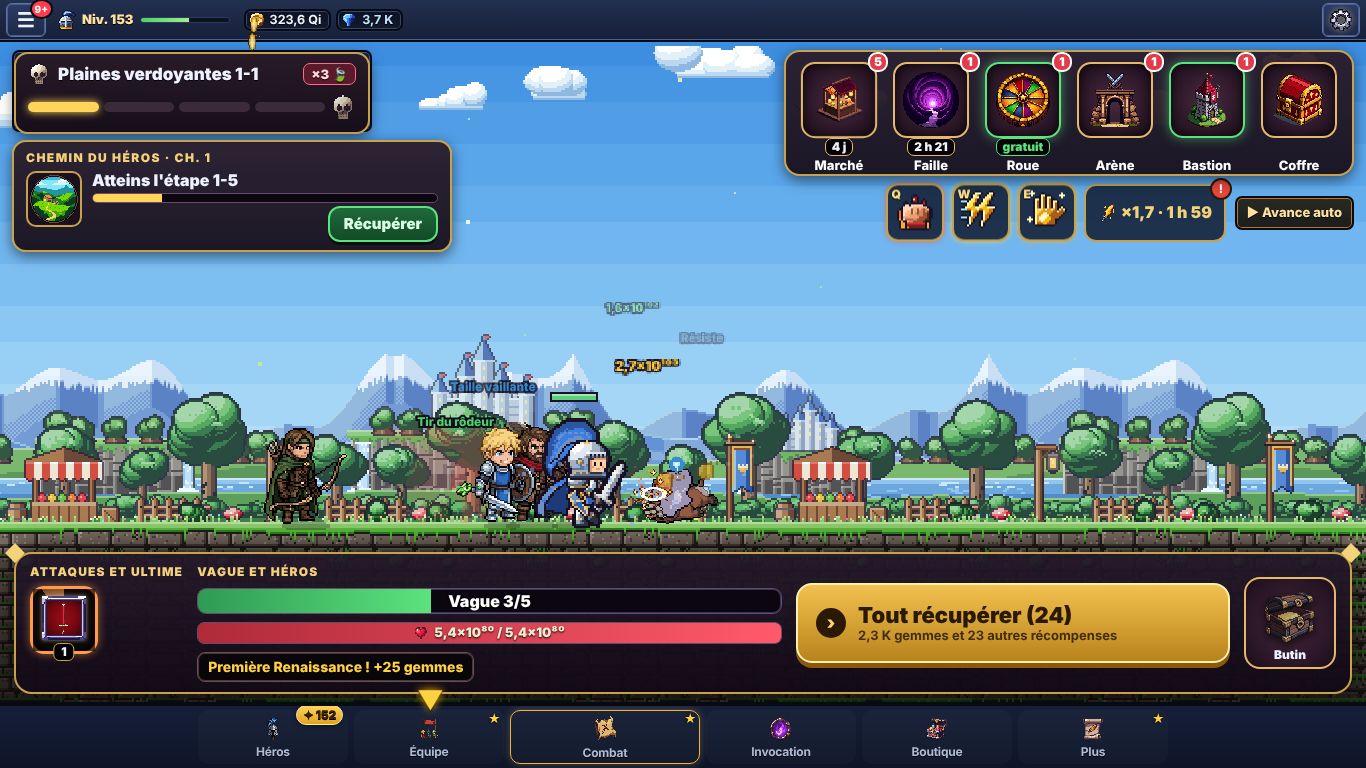 9+
Niv. 153
323,6 Qi
3,7 K
Plaines verdoyantes 1-1
×3
CHEMIN DU HÉROS · CH. 1
Atteins l'étape 1-5
Récupérer
5
1
1
1
1
4 j
2 h 21
gratuit
Marché
Faille
Roue
Arène
Bastion
Coffre
Q
W
E
×1,7 · 1 h 59
!
Avance auto
Résiste
Taille vaillante
Tir du rôdeur
ATTAQUES ET ULTIME
VAGUE ET HÉROS
1
Vague 3/5
5,4×10⁸⁰ / 5,4×10⁸⁰
Première Renaissance ! +25 gemmes
Tout récupérer (24)
2,3 K gemmes et 23 autres récompenses
Butin
152
Héros
Équipe
Combat
Invocation
Boutique
Plus